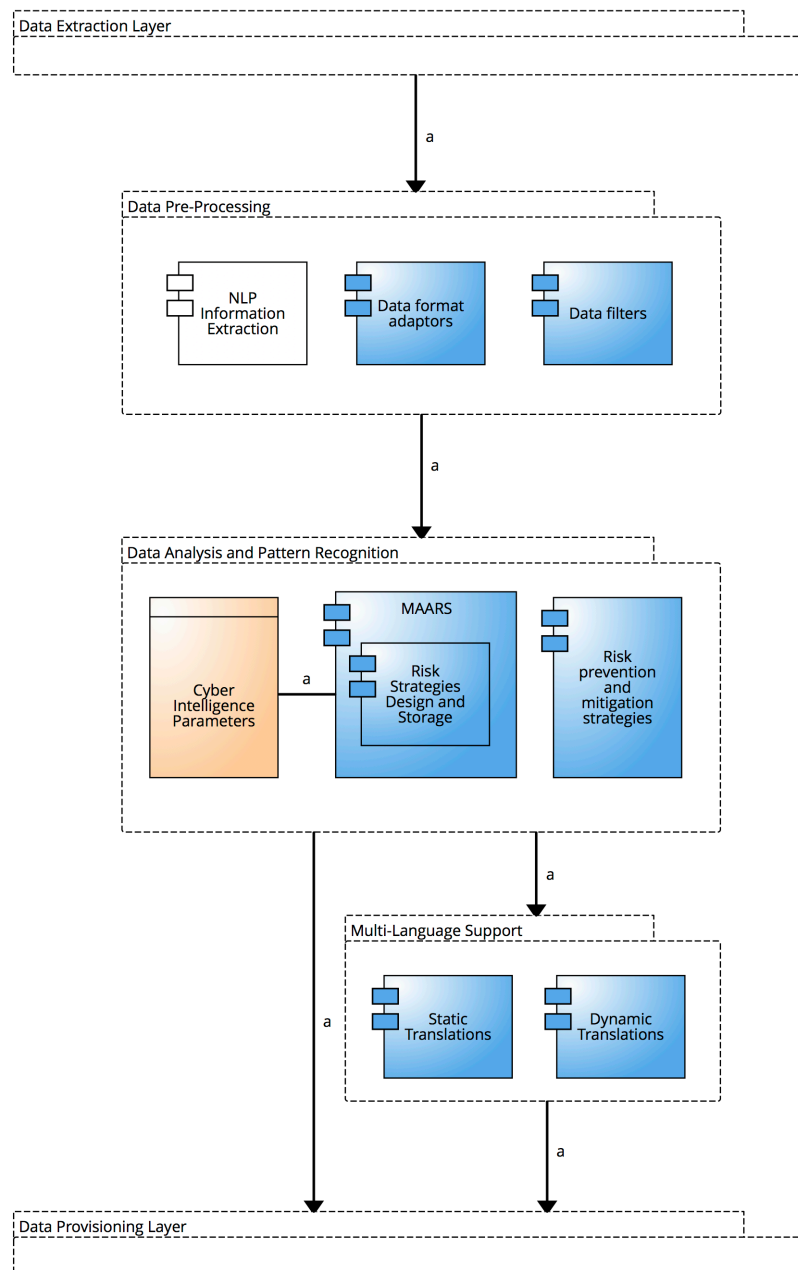 Data Extraction Layer
a
Data Pre-Processing
NLP
Information
Extraction
Data format
adaptors
Data filters
a
Data Analysis and Pattern Recognition
Cyber
Intelligence
Parameters
a
MAARS
Risk
Strategies
Design and
Storage
Risk
prevention
and
mitigation
strategies
a
a
Multi-Language Support
Static
Translations
Dynamic
Translations
a
Data Provisioning Layer